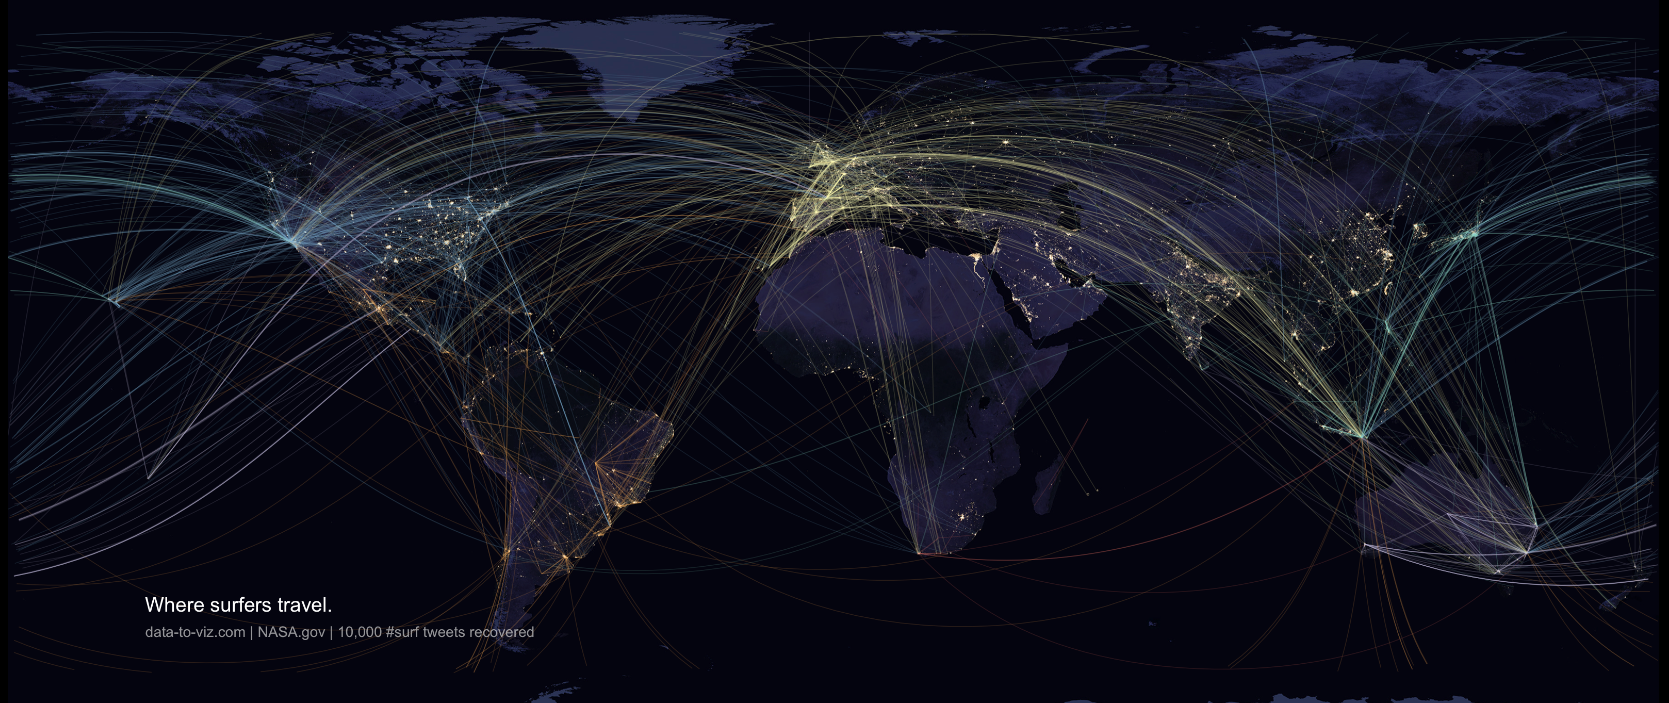 Where surfers travel.
data-to-viz.com | NASA.gov | 10,000 #surf tweets recovered